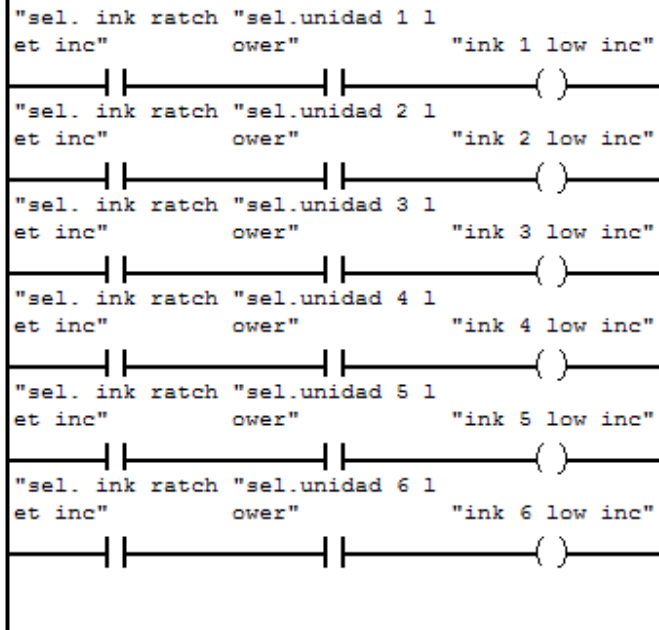 "sel. ink ratch "sel.unidad 1 l
et inc" ower" "ink 1 low inc"
"sel. ink ratch "sel.unidad 2 l
et inc" ower" "ink 2 low inc"
"sel. ink ratch "sel.unidad 3 l
et inc" ower" "ink 3 low inc"
"sel. ink ratch "sel.unidad 4 l
et inc" ower" "ink 4 low inc"
"sel. ink ratch "sel.unidad 5 l
et inc" ower" "ink 5 low inc"
"sel. ink ratch "sel.unidad 6 l
et inc" ower" "ink 6 low inc"